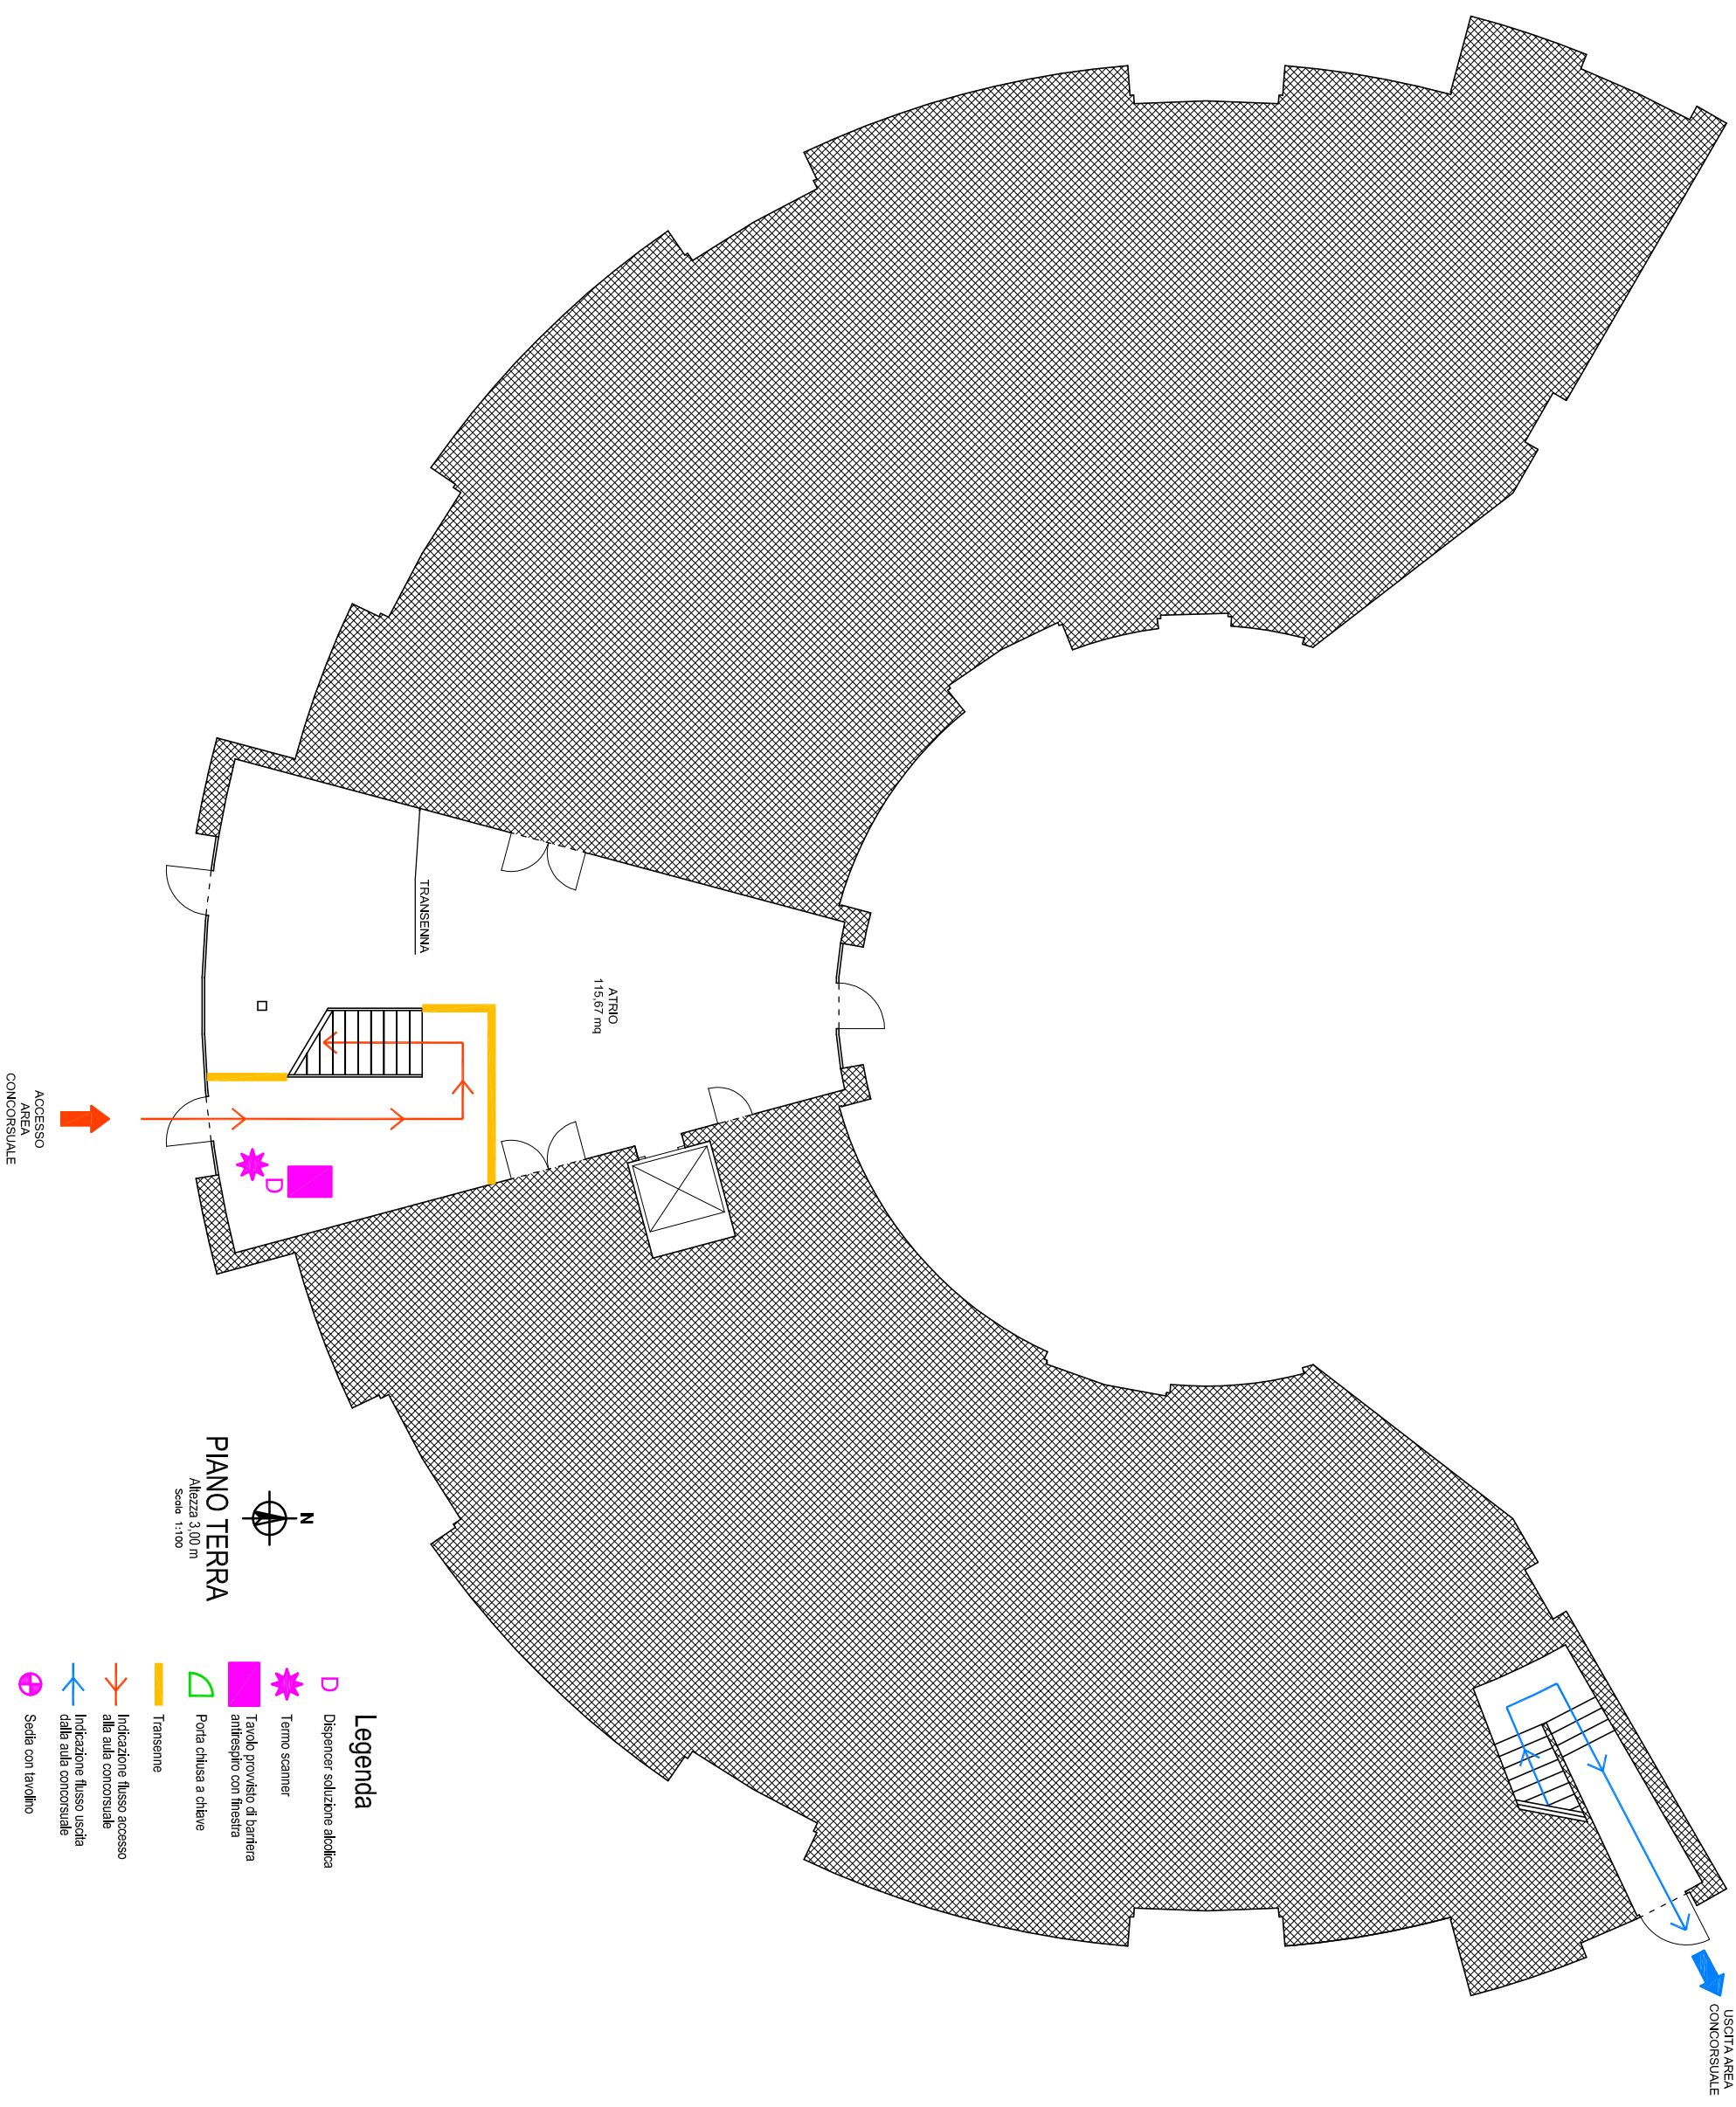 TRANSENNA
ATRIO
115,67 mq
ACCESSO
AREA
CONCORSUALE
N
PIANO TERRA
Altezza 3,00 m
Scala 1:100
Legenda
D
Dispencer soluzione alcolica
Termo scanner
Tavolo provvisto di barriera
antirespiro con finestra
Porta chiusa a chiave
Transenne
Indicazione flusso accesso
alla aula concorsuale
Indicazione flusso uscita
dalla aula concorsuale
Sedia con tavolino
D
USCITA AREA
CONCORSUALE